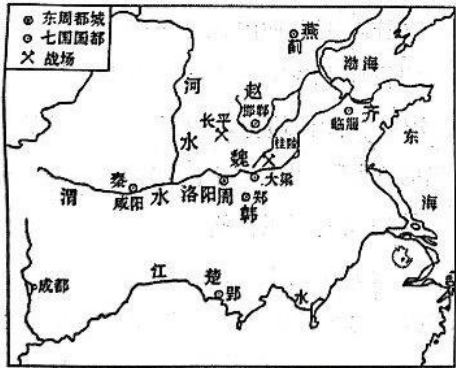 东周都城
七国国都
战场
燕
蓟
渤海
赵
河水
邯郸
长平
齐
临淄
东海
魏
桂陵
大梁
秦
咸阳
渭水
洛阳
周
郑
韩
成都
江水
楚
郢